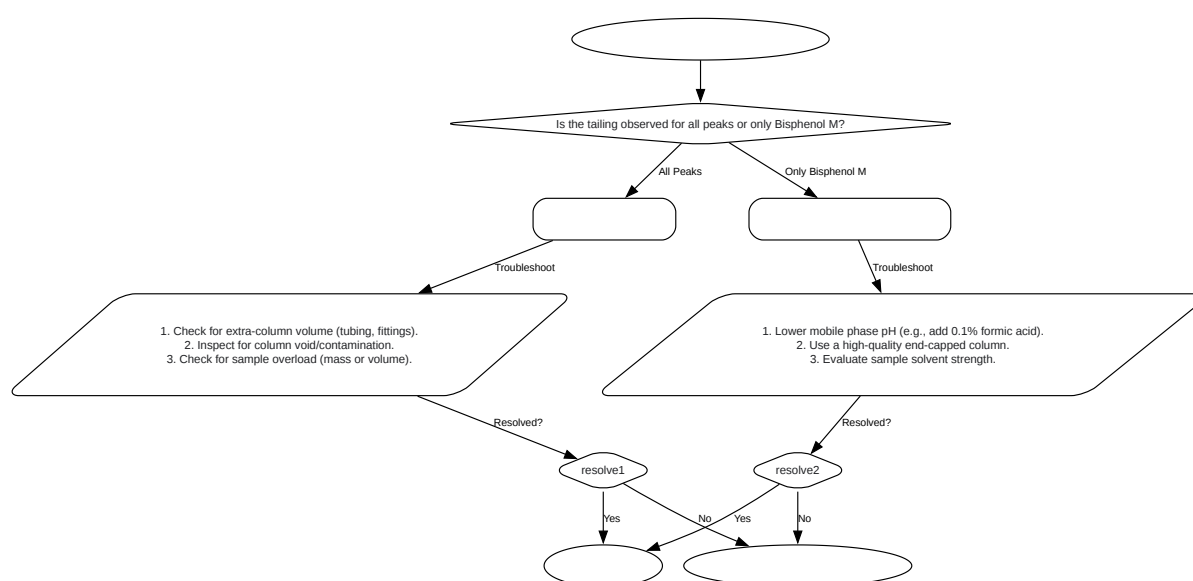 Is the tailing observed for all peaks or only Bisphenol M?
All Peaks
Only Bisphenol M
Troubleshoot
Troubleshoot
1. Check for extra-column volume (tubing, fittings).
2. Inspect for column void/contamination.
3. Check for sample overload (mass or volume).
1. Lower mobile phase pH (e.g., add 0.1% formic acid).
2. Use a high-quality end-capped column.
3. Evaluate sample solvent strength.
Resolved?
Resolved?
resolve1
resolve2
Yes
No
Yes
No